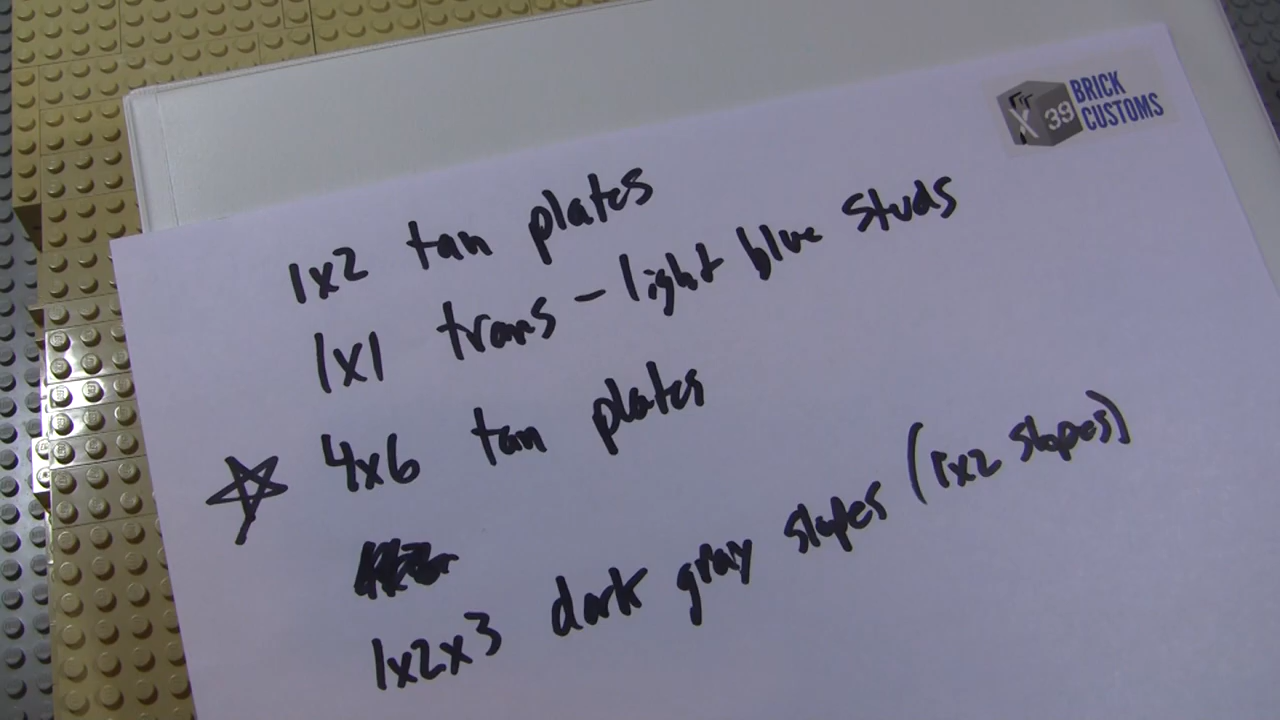 X 39 BRICK
CUSTOMS
1x2 tan plates
1x1 trans - light blue studs
4x6 tan plates
1x2x3 dark gray slopes (1x2 slopes)